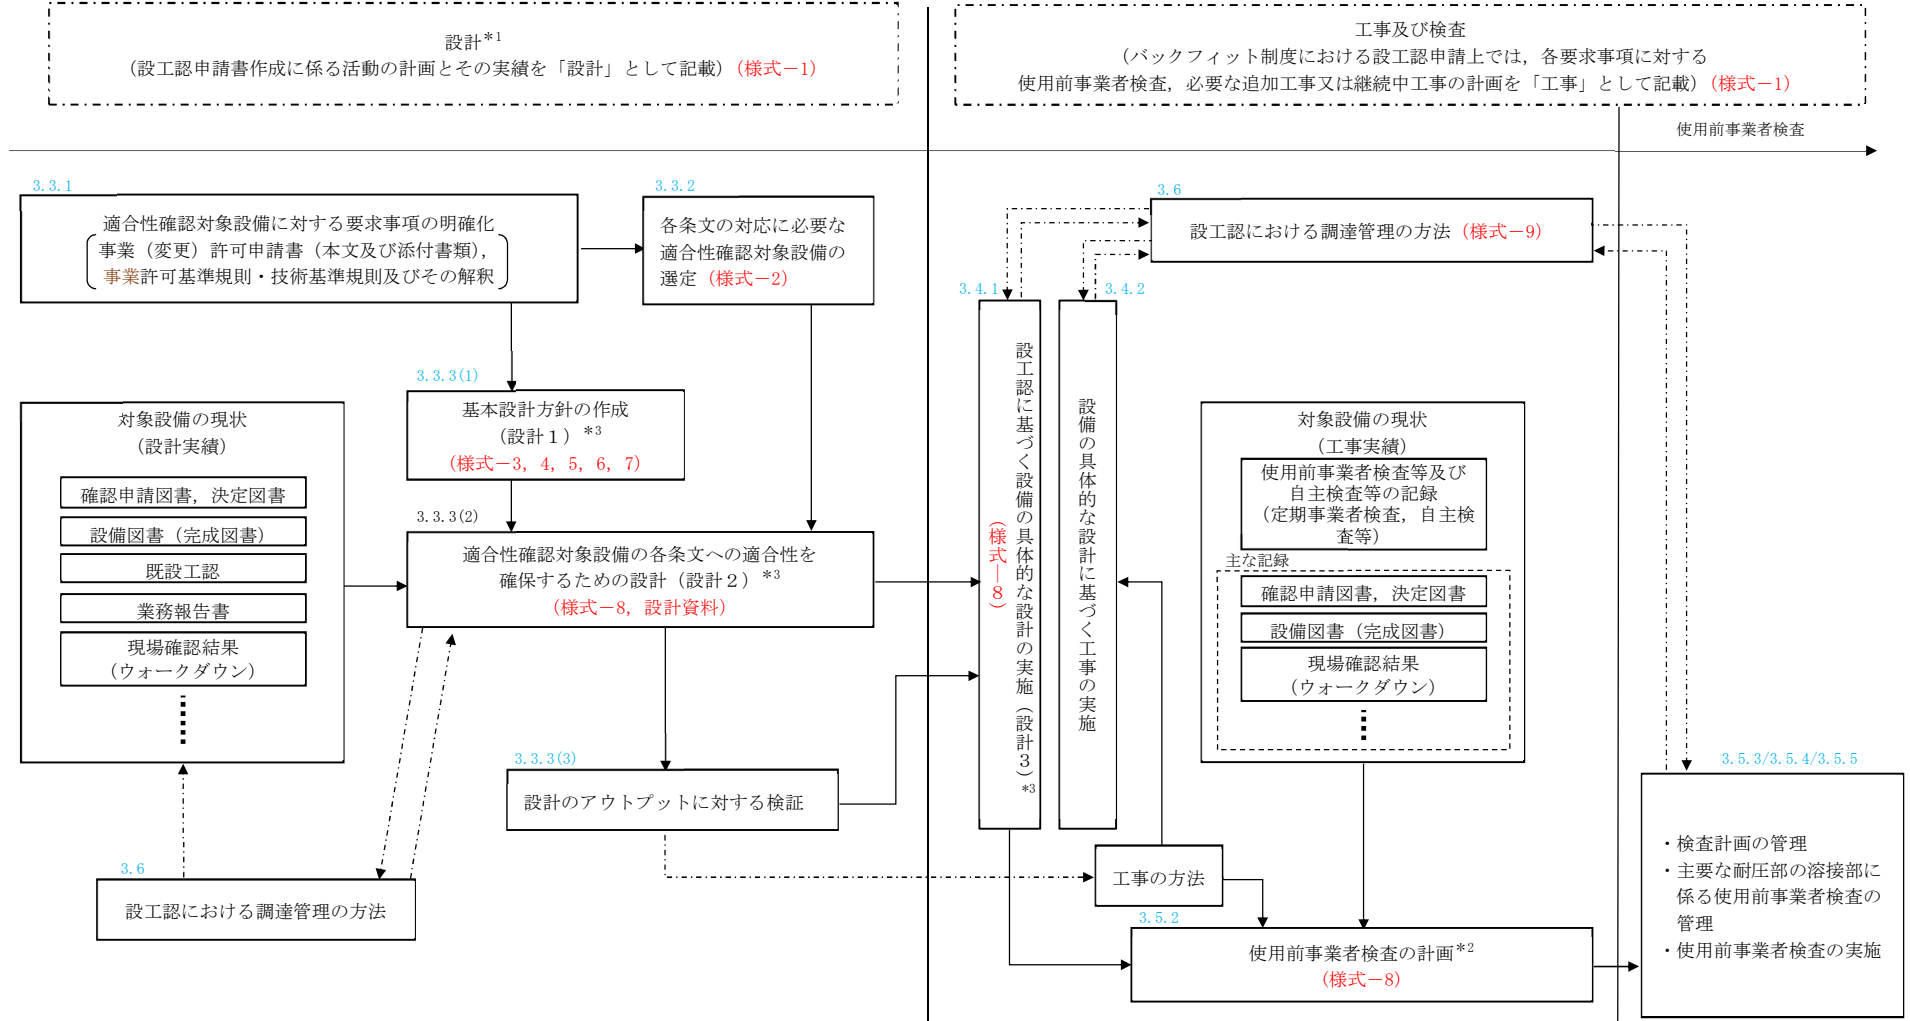 設計*1
(設工認申請書作成に係る活動の計画とその実績を「設計」として記載)(様式－1)
工事及び検査
(バックフィット制度における設工認申請上では，各要求事項に対する
使用前事業者検査，必要な追加工事又は継続中工事の計画を「工事」として記載)(様式－1)
使用前事業者検査
3.3.1
適合性確認対象設備に対する要求事項の明確化
事業（変更）許可申請書（本文及び添付書類），
事業許可基準規則・技術基準規則及びその解釈
3.3.2
各条文の対応に必要な
適合性確認対象設備の
選定(様式－2)
3.3.3(1)
基本設計方針の作成
（設計１）*3
(様式－3, 4, 5, 6, 7)
対象設備の現状
（設計実績）
確認申請図書，決定図書
設備図書（完成図書）
既設工認
業務報告書
現場確認結果
（ウォークダウン）
3.3.3(2)
適合性確認対象設備の各条文への適合性を
確保するための設計（設計２）*3
(様式－8, 設計資料)
3.3.3(3)
設計のアウトプットに対する検証
3.6
設工認における調達管理の方法
3.6
設工認における調達管理の方法(様式－9)
3.4.1
設工認に基づく設備の具体的な設計の実施（設計３）*3
（様式―8）
3.4.2
設備の具体的な設計に基づく工事の実施
対象設備の現状
（工事実績）
使用前事業者検査等及び
自主検査等の記録
（定期事業者検査，自主検
査等）
主な記録
確認申請図書，決定図書
設備図書（完成図書）
現場確認結果
（ウォークダウン）
工事の方法
3.5.2
使用前事業者検査の計画*2
(様式－8)
3.5.3/3.5.4/3.5.5
・検査計画の管理
・主要な耐圧部の溶接部に
係る使用前事業者検査の
管理
・使用前事業者検査の実施